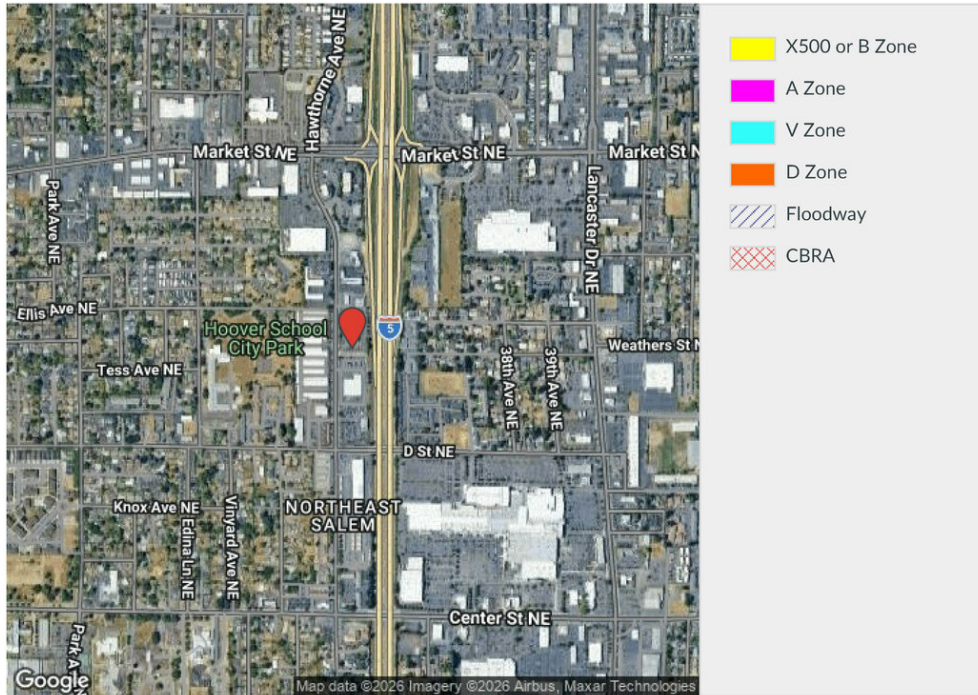 Hawthorne Ave NE
Market St NE
Market St NE
Market St N
Lancaster Dr NE
Park Ave NE
Ellis Ave NE
Hoover School
City Park
5
Tess Ave NE
38th Ave NE
39th Ave NE
Weathers St N
D St NE
Knox Ave NE
Edina Ln NE
Vinyard Ave NE
NORTHEAST
SALEM
Center St NE
Park A
Google
Map data ©2026 Imagery ©2026 Airbus, Maxar Technologies
X500 or B Zone
A Zone
V Zone
D Zone
Floodway
CBRA